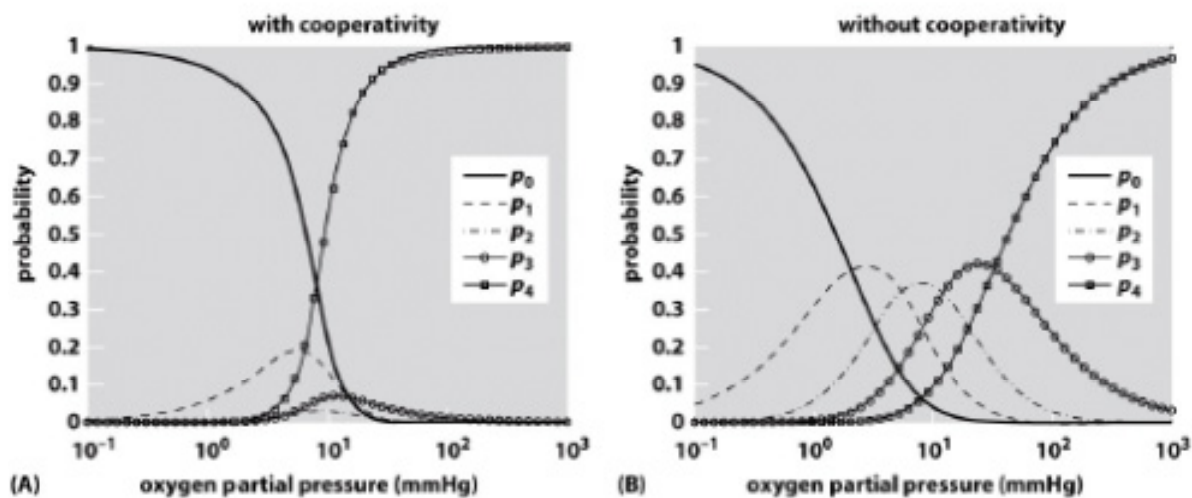 with cooperativity
without cooperativity
probability
1
0.9
0.8
0.7
0.6
0.5
0.4
0.3
0.2
0.1
0
p0
p1
p2
p3
p4
10⁻¹ 10⁰ 10¹ 10² 10³
(A) oxygen partial pressure (mmHg)
probability
1
0.9
0.8
0.7
0.6
0.5
0.4
0.3
0.2
0.1
0
p0
p1
p2
p3
p4
10⁻¹ 10⁰ 10¹ 10² 10³
(B) oxygen partial pressure (mmHg)